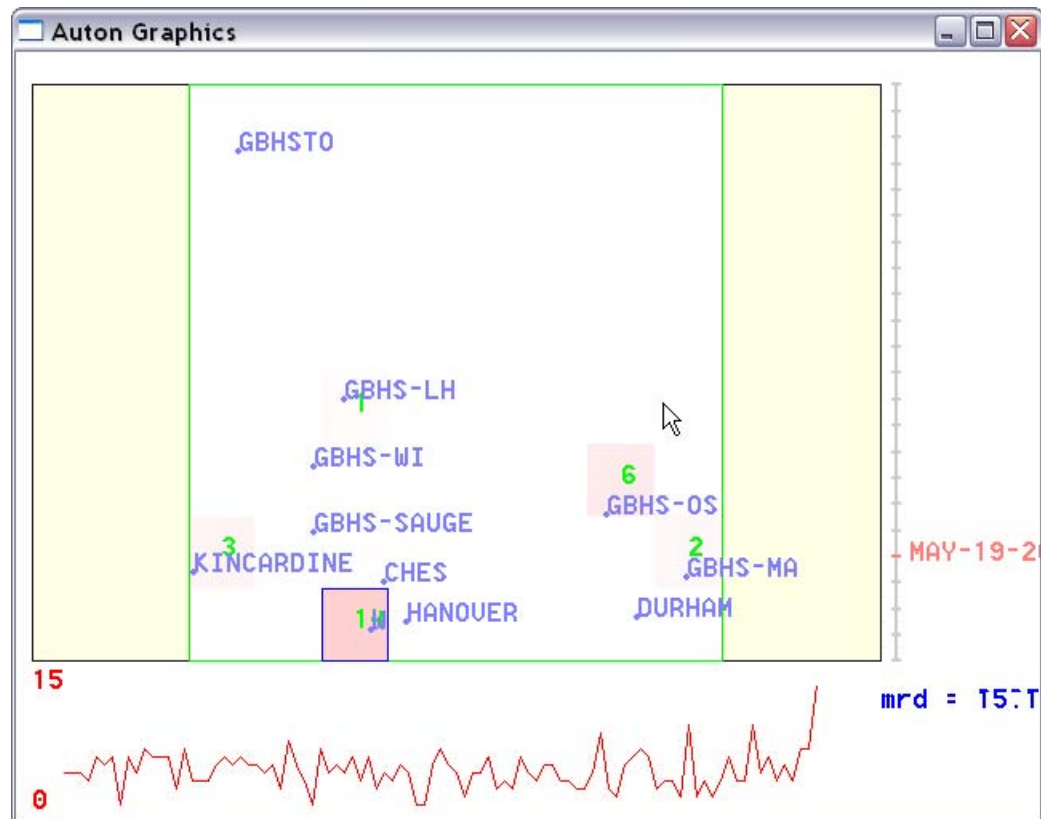 Auton Graphics
GBHSTO
GBHS-LH
1
GBHS-WI
6
GBHS-OS
GBHS-SAUGE
3
2
KINCARDINE
MAY-19-2
CHES
GBHS-MA
DURHAM
HANOVER
15
mrd =
0